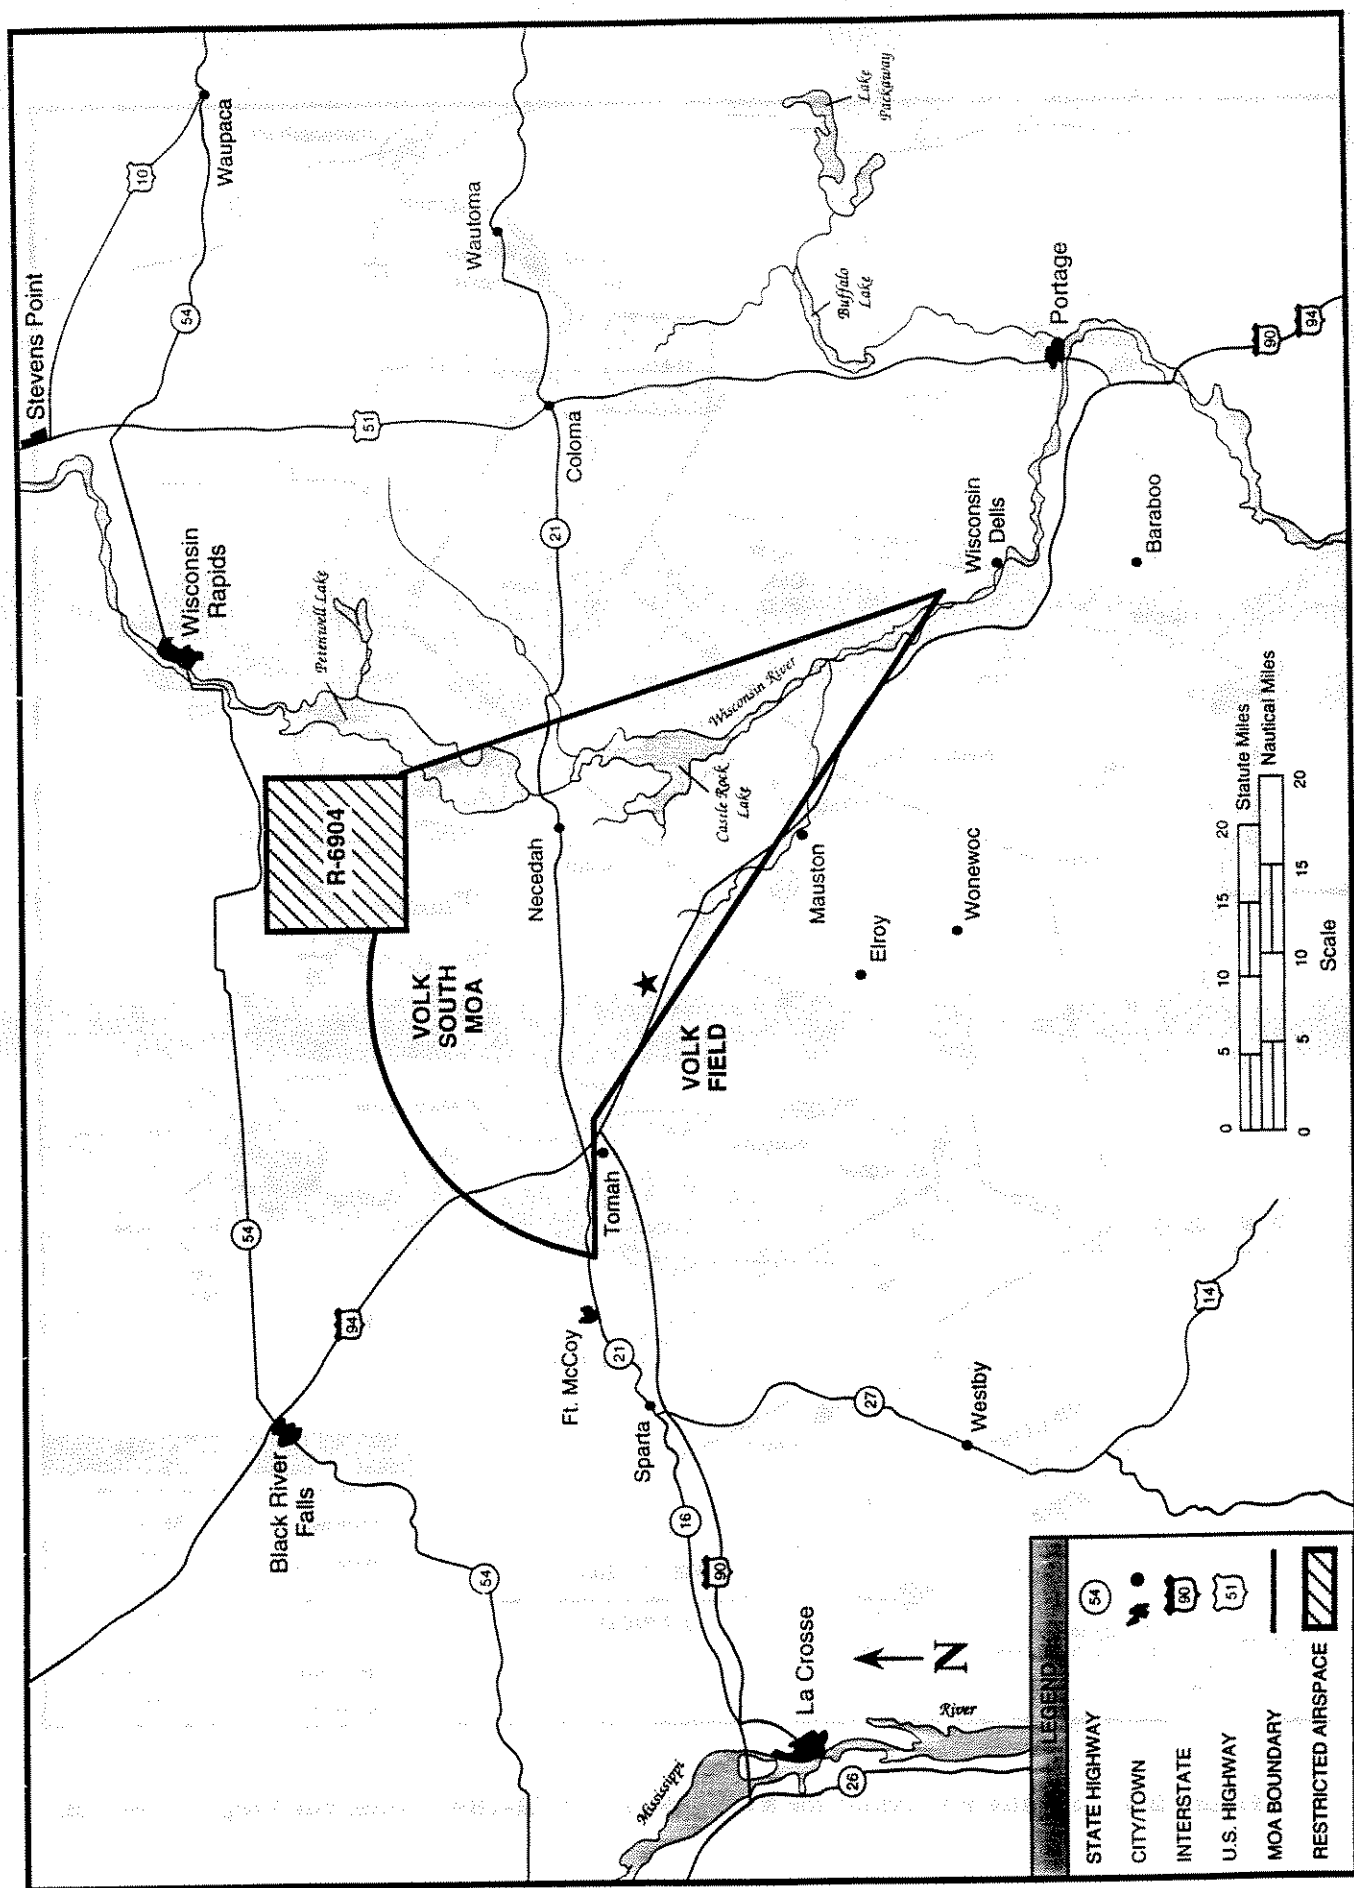 Stevens Point
10
Waupaca
54
Wisconsin
Rapids
Petenwell Lake
51
Wautoma
Coloma
21
Lake
Puckaway
Buffalo
Lake
Portage
90
94
Wisconsin
Dells
Baraboo
Wisconsin River
Castle Rock
Lake
Necedah
R-6904
VOLK
SOUTH
MOA
VOLK
FIELD
Mauston
Elroy
Wonewoc
Tomah
54
94
Black River
Falls
54
Ft. McCoy
21
Sparta
16
90
27
Westby
14
La Crosse
Mississippi
River
26
N
0
5
10
15
20
Statute Miles
Nautical Miles
0
5
10
15
20
Scale
LEGEND
STATE HIGHWAY
54
CITY/TOWN
INTERSTATE
90
U.S. HIGHWAY
51
MOA BOUNDARY
RESTRICTED AIRSPACE